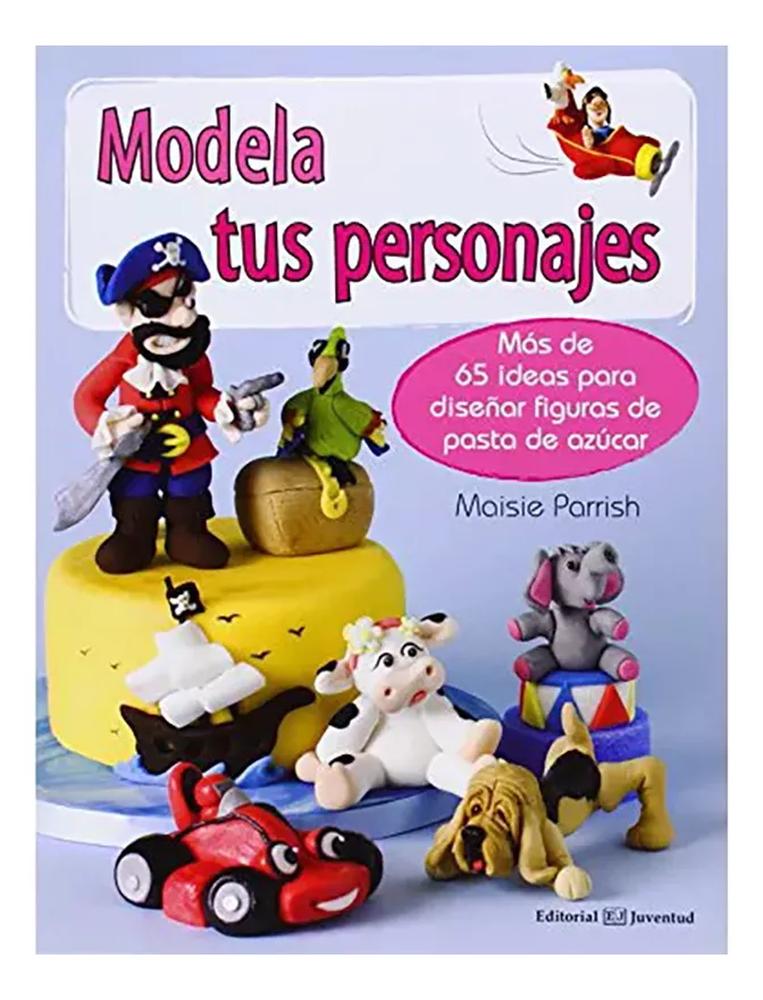 Modela
tus personajes
Más de
65 ideas para
diseñar figuras de
pasta de azúcar
Maisie Parrish
Editorial EJ Juventud